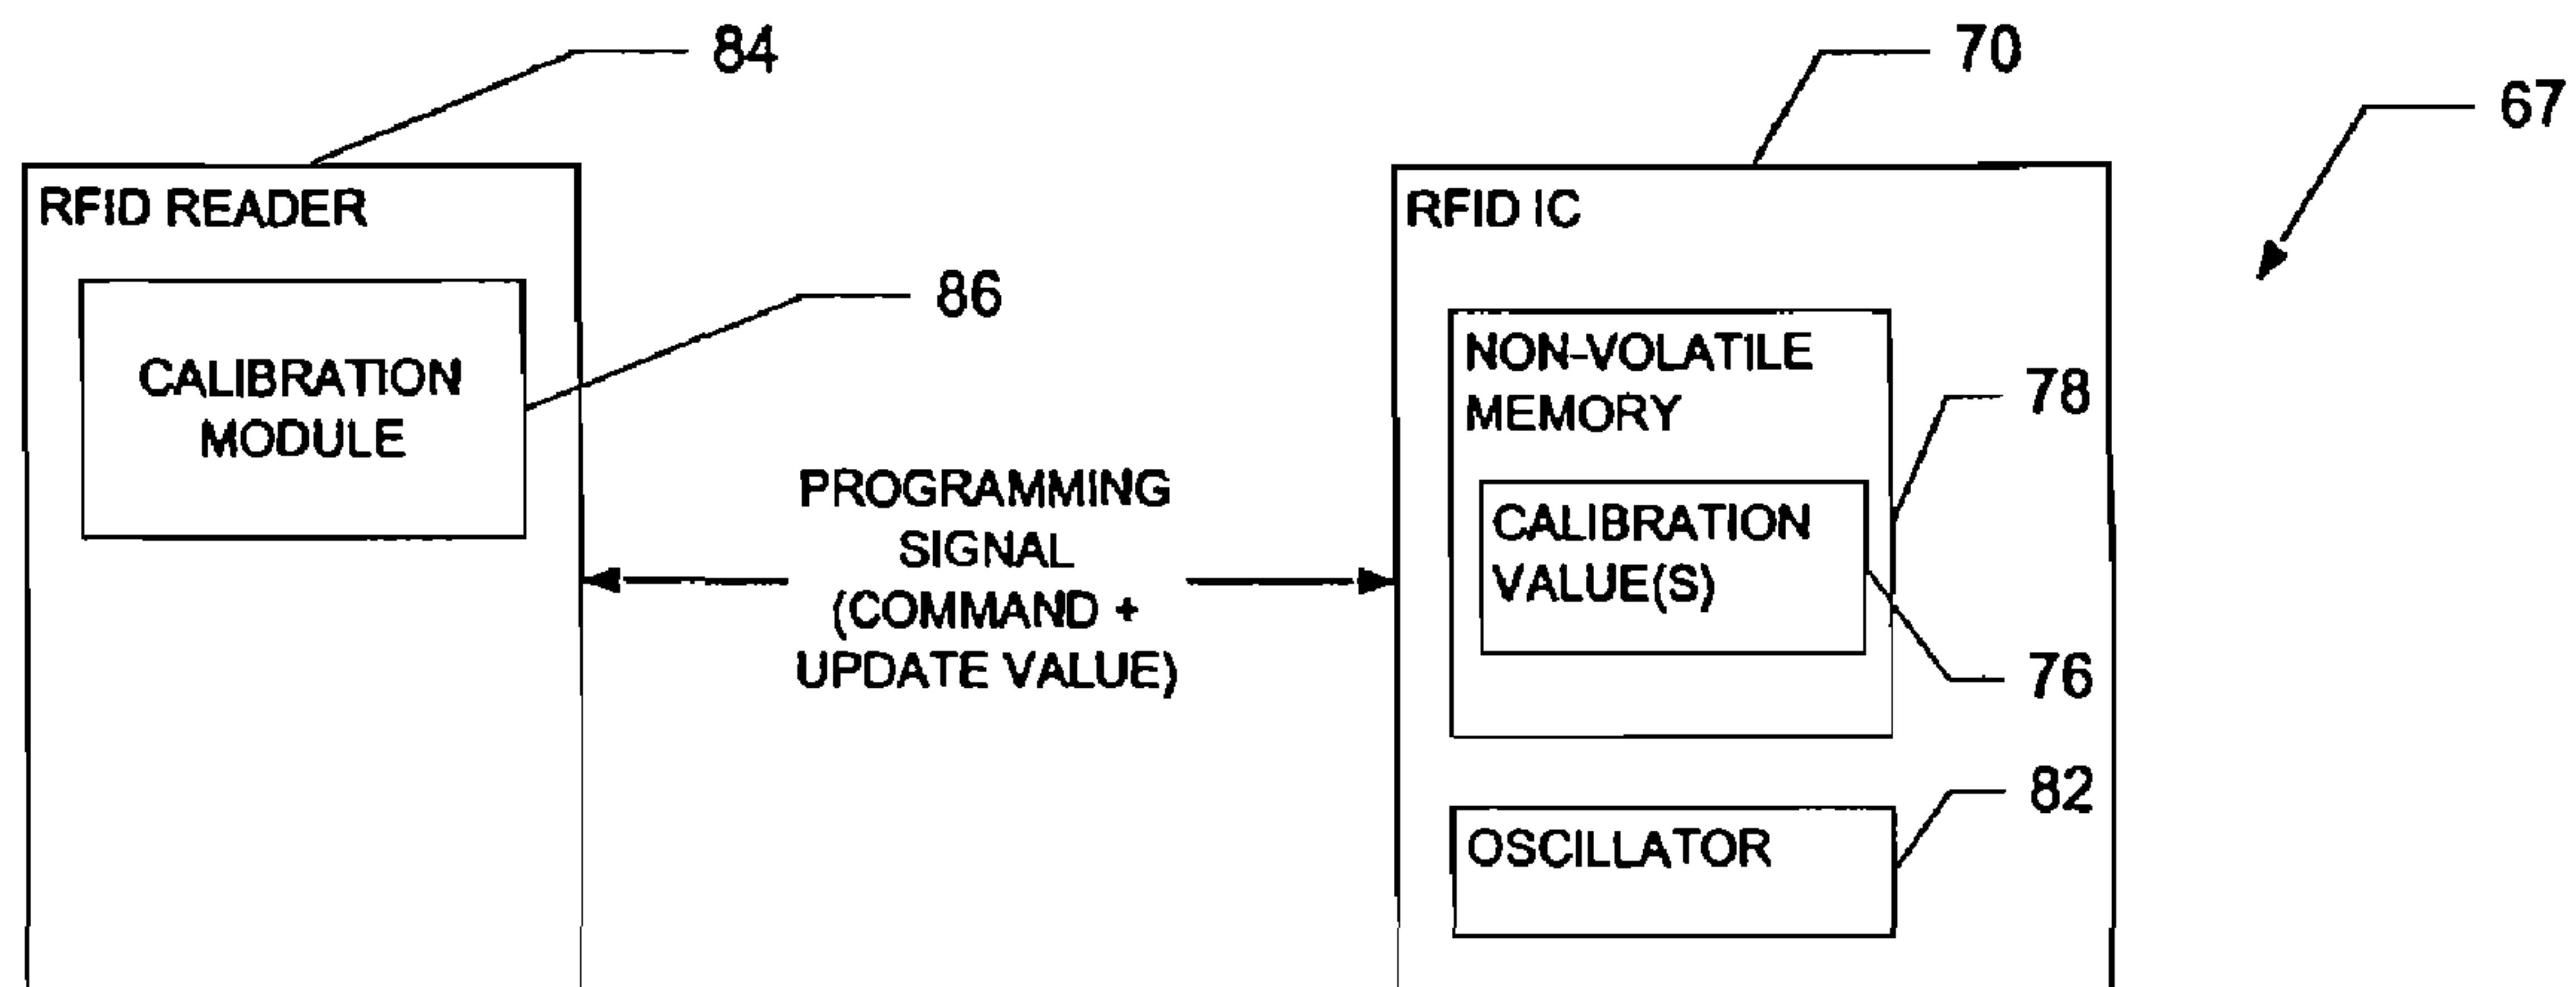 84
70
67
RFID READER
RFID IC
86
CALIBRATION
MODULE
NON-VOLATILE
MEMORY
78
PROGRAMMING
SIGNAL
(COMMAND +
UPDATE VALUE)
CALIBRATION
VALUE(S)
76
82
OSCILLATOR